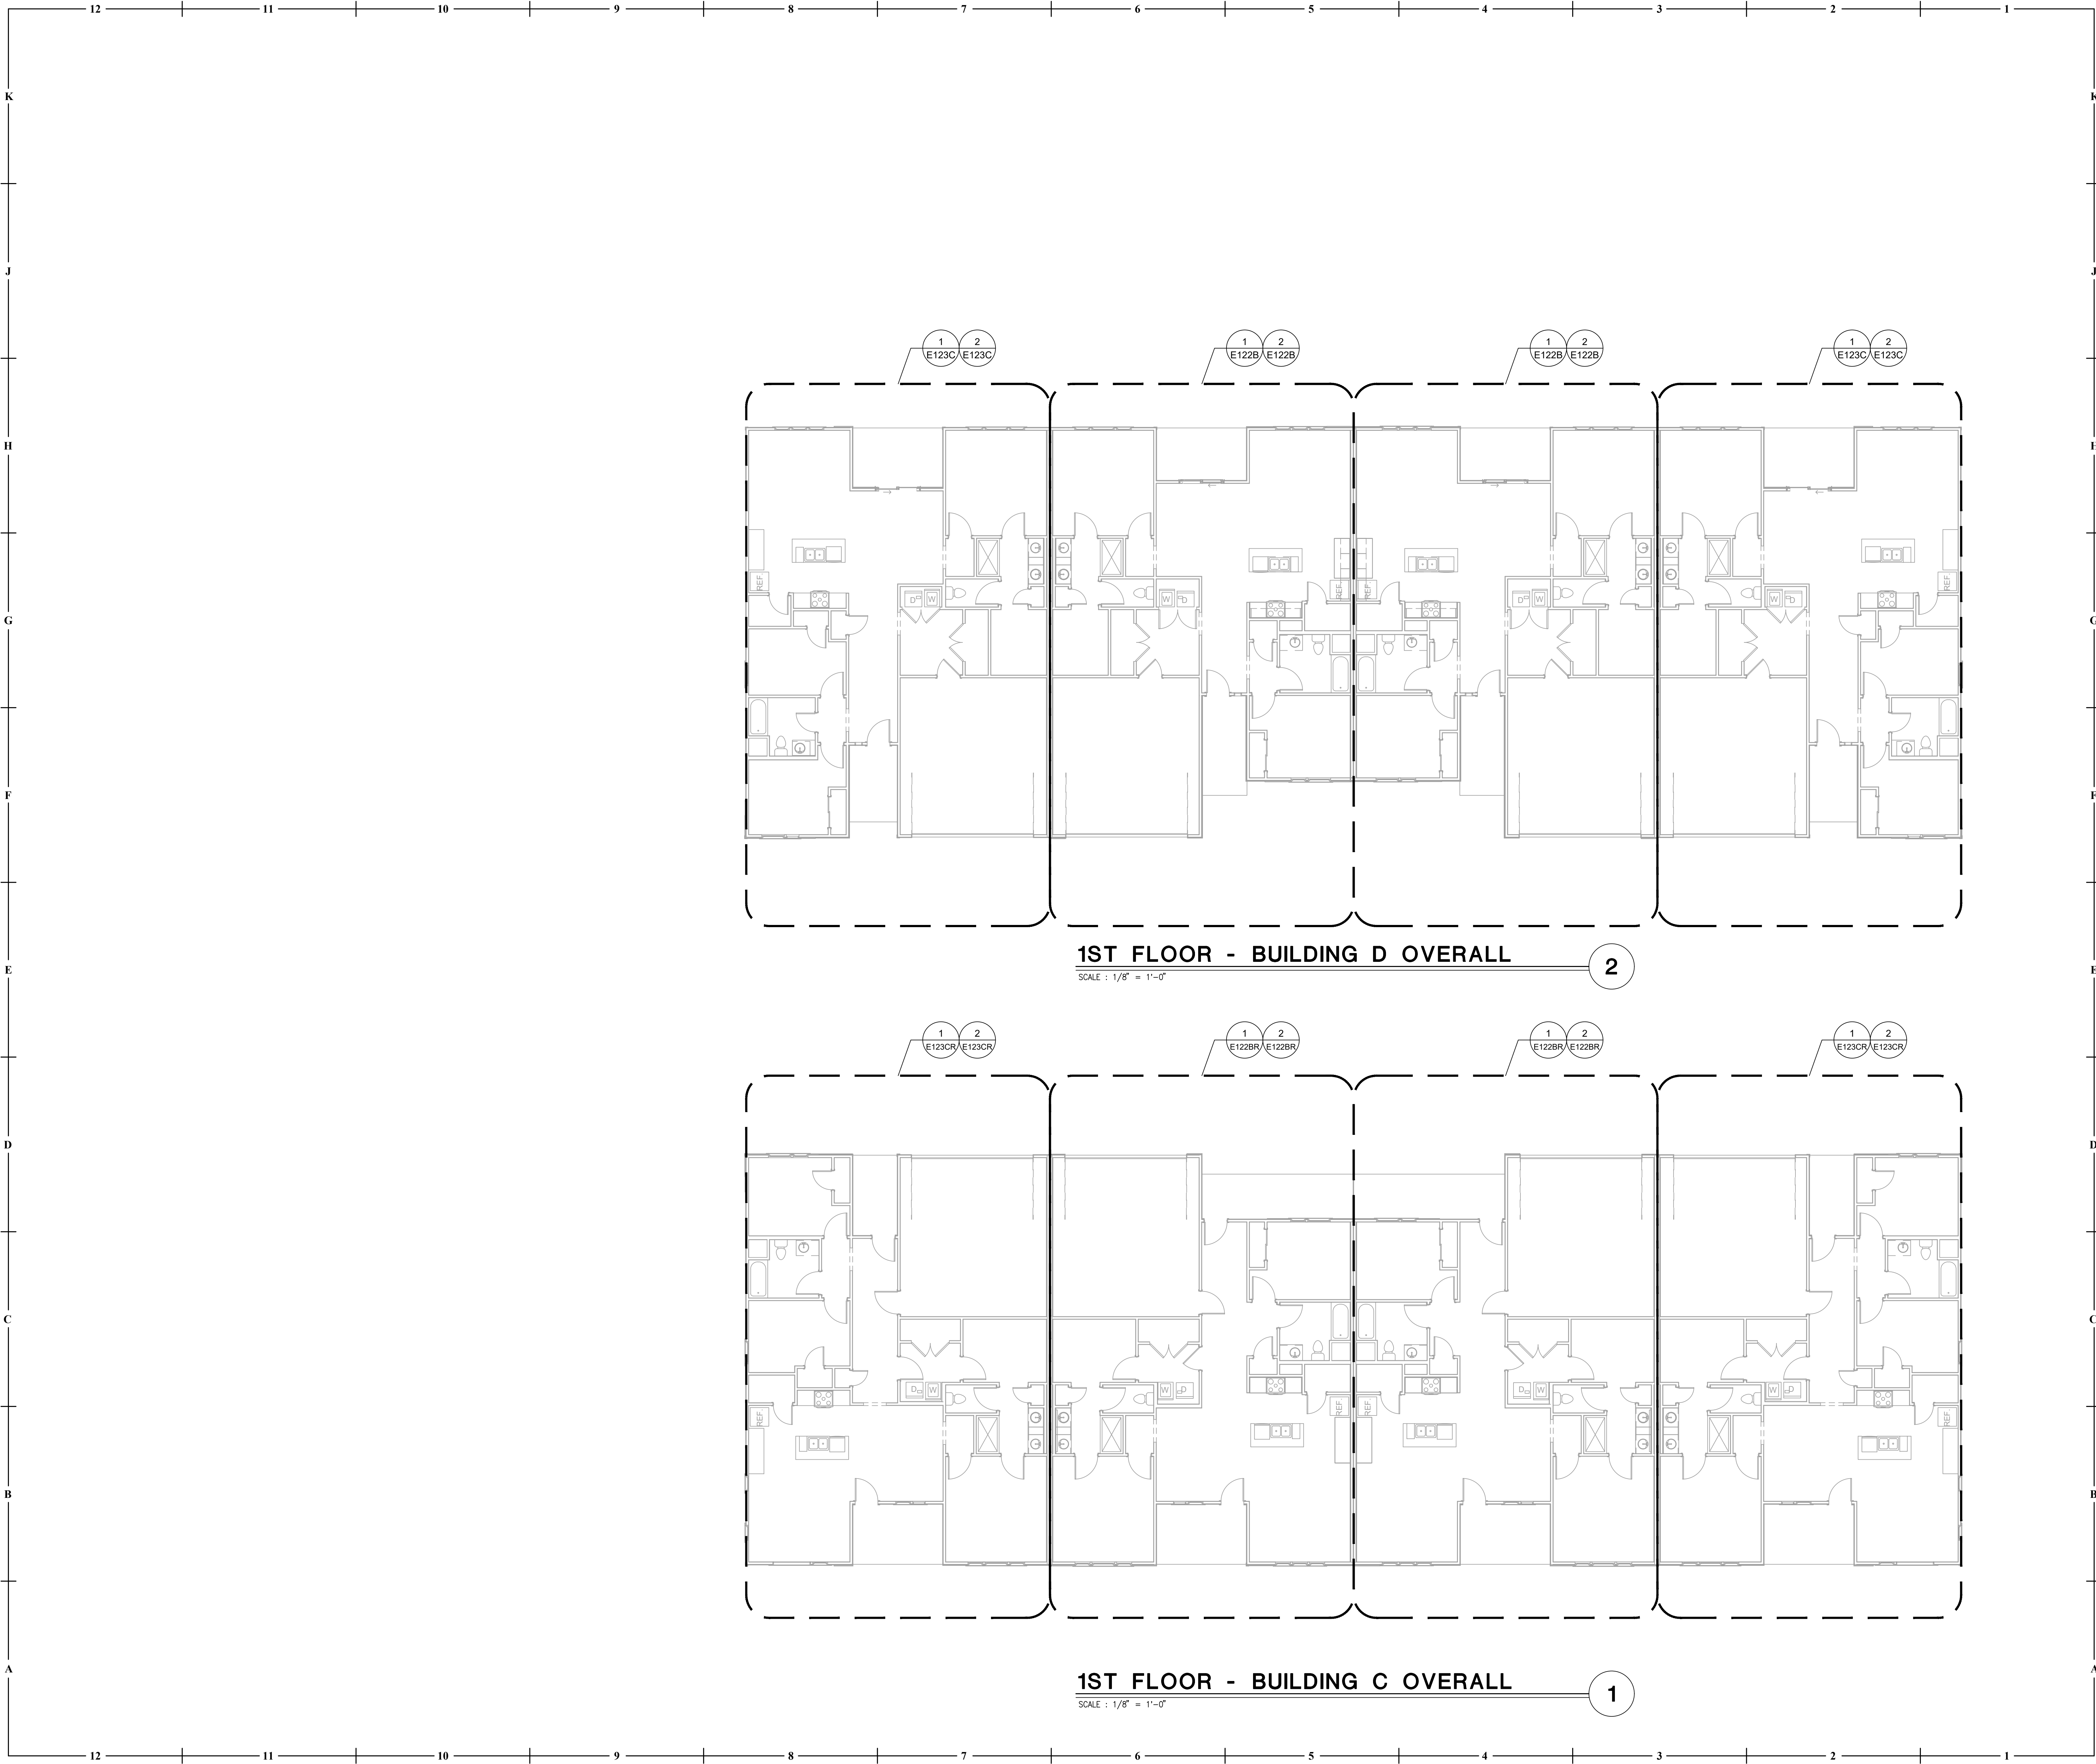 12 11 10 9 8 7 6 5 4 3 2 1
K K
J J
1 2 1 2 1 2 1 2
E123C E123C E122B E122B E122B E122B E123C E123C
H H
REF REF REF REF
D W W D D W W D
G G
F F
1ST FLOOR - BUILDING D OVERALL 2
SCALE : 1/8" = 1'-0"
E E
1 2 1 2 1 2 1 2
E123CR E123CR E122BR E122BR E122BR E122BR E123CR E123CR
D D
C C
D W W D D W W D
REF REF REF REF
B B
A A
1ST FLOOR - BUILDING C OVERALL 1
SCALE : 1/8" = 1'-0"
12 11 10 9 8 7 6 5 4 3 2 1